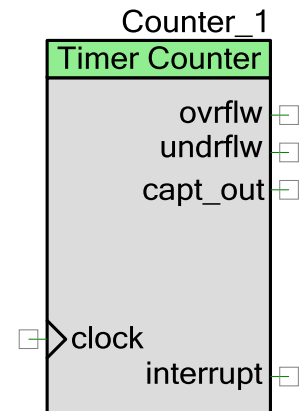 Counter_1
Timer Counter
ovrflw
undrflw
capt_out
clock
interrupt